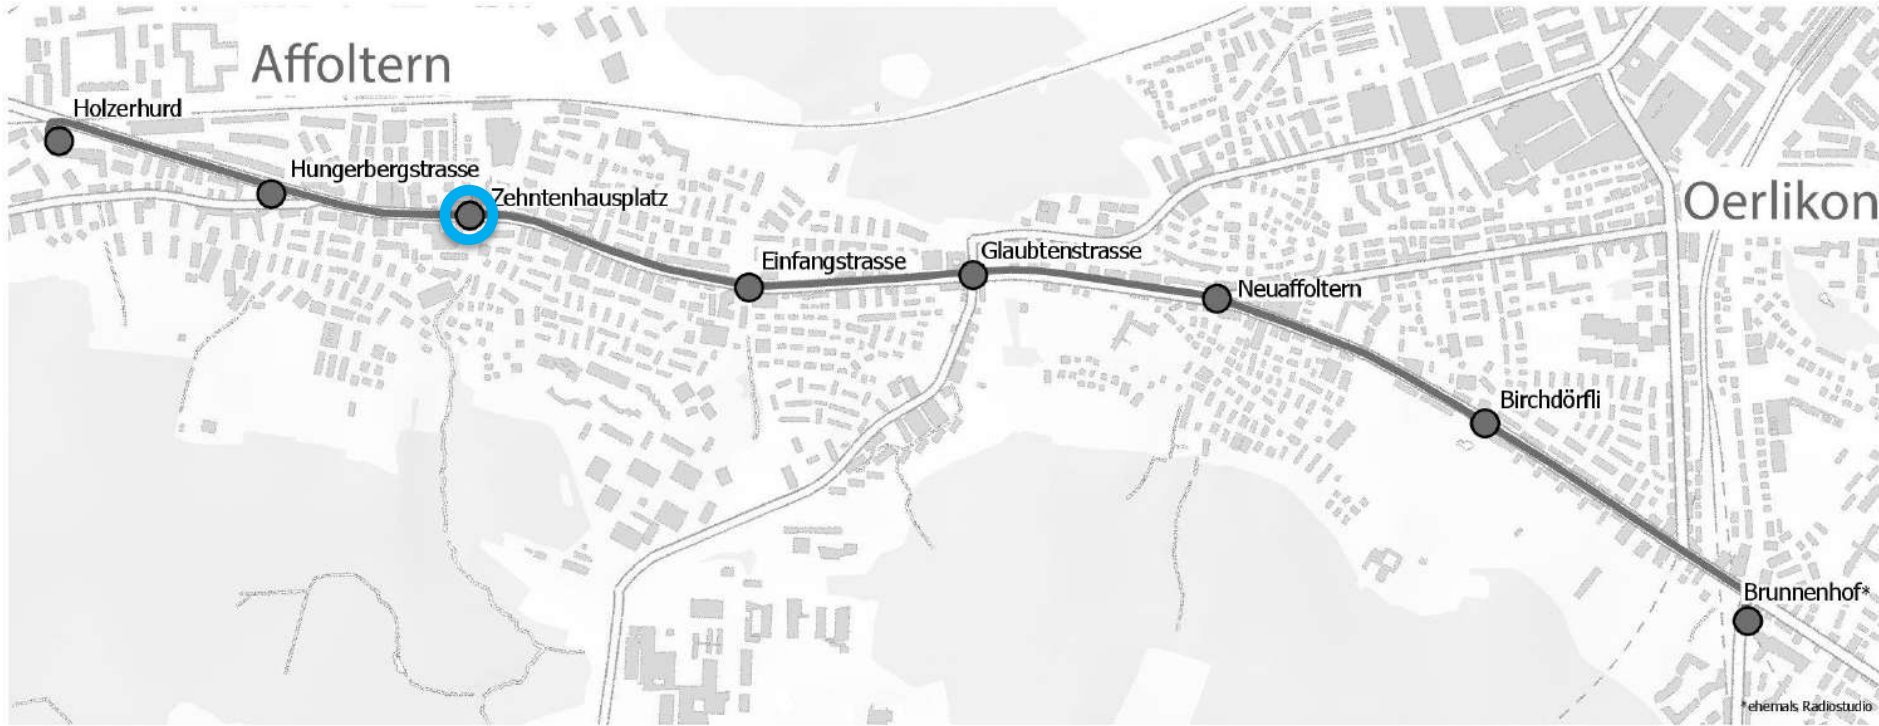 Affoltern
Holzerhurd
Hungerbergstrasse
Zehntenhausplatz
Oerlikon
Einfangstrasse
Glaubtenstrasse
Neuaffoltern
Birchdörfli
Brunnenhof*
*ehemals Radiostudio